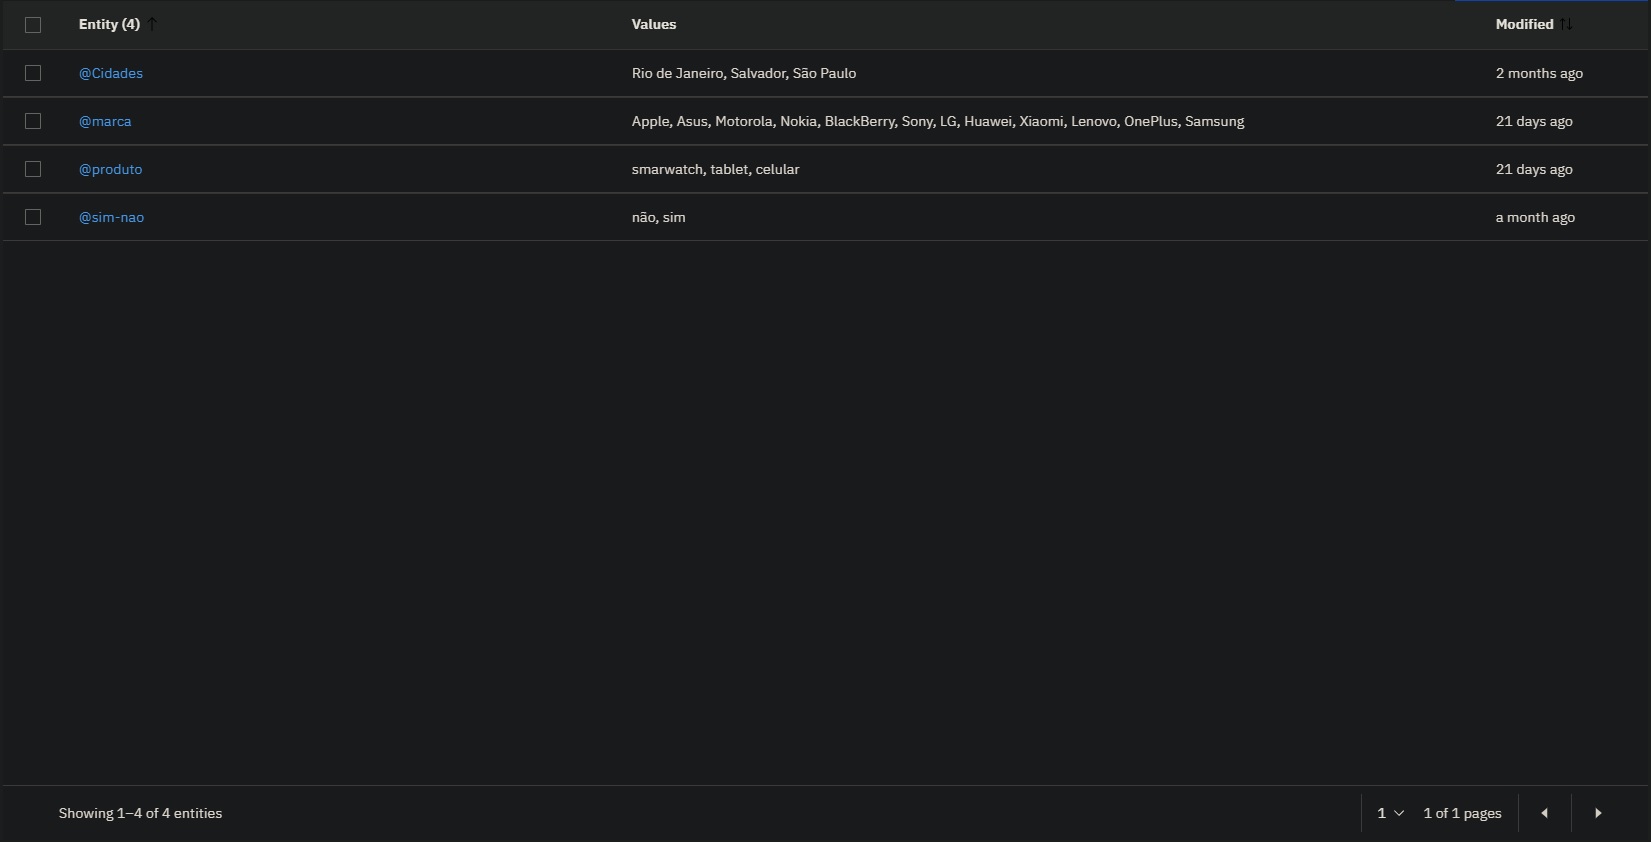 Entity (4) Values Modified
@Cidades Rio de Janeiro, Salvador, São Paulo 2 months ago
@marca Apple, Asus, Motorola, Nokia, BlackBerry, Sony, LG, Huawei, Xiaomi, Lenovo, OnePlus, Samsung 21 days ago
@produto smarwatch, tablet, celular 21 days ago
@sim-nao não, sim a month ago
Showing 1–4 of 4 entities 1 1 of 1 pages